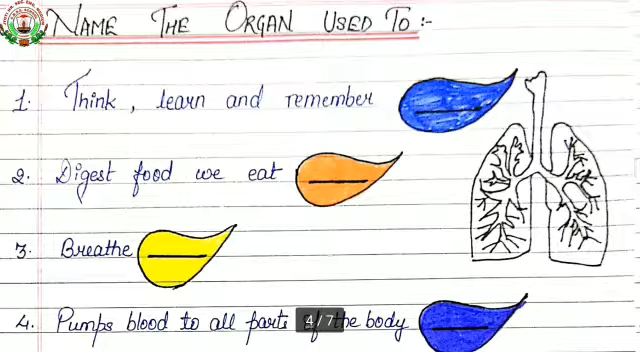 NAME THE ORGAN USED TO :-
1. Think, learn and remember
2. Digest food we eat
3. Breathe
4. Pumps blood to all parts of the body
4/7